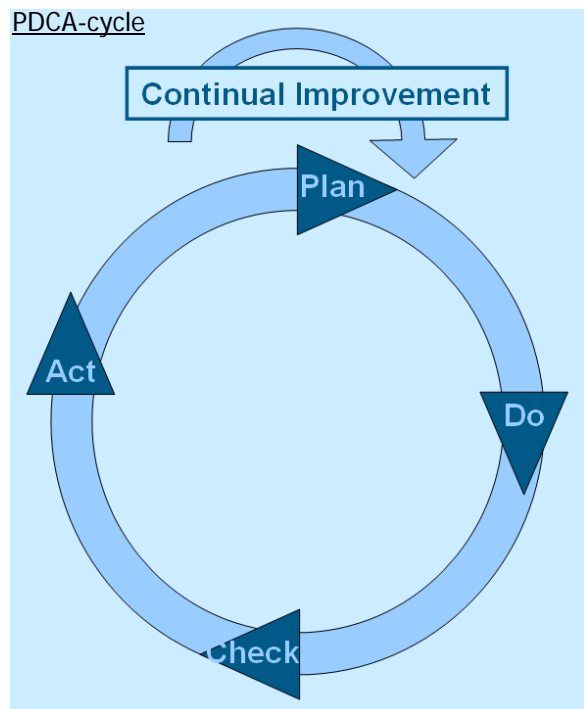 PDCA-cycle
Continual Improvement
Plan
Act
Do
Check